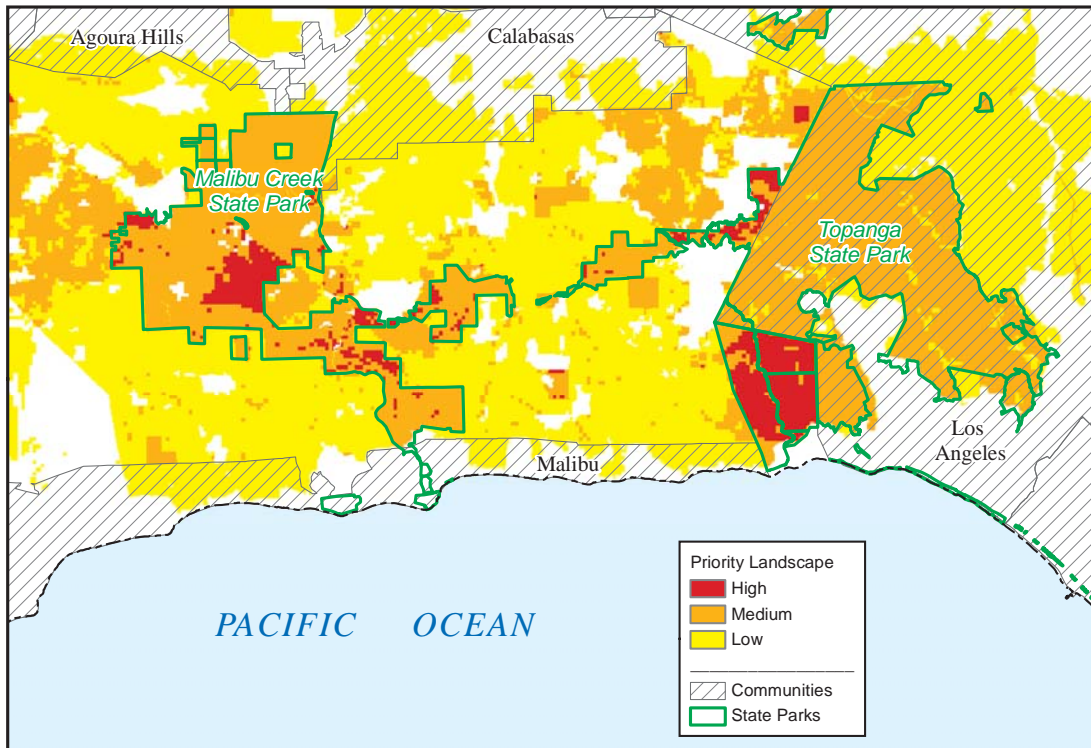 Agoura Hills
Calabasas
Malibu Creek
State Park
Topanga
State Park
Los
Angeles
Malibu
PACIFIC OCEAN
Priority Landscape
High
Medium
Low
Communities
State Parks